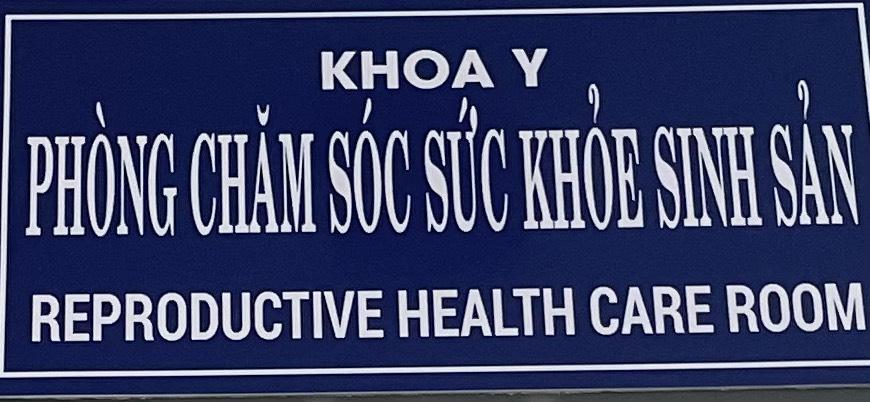 KHOA Y
PHÒNG CHĂM SÓC SỨC KHỎE SINH SẢN
REPRODUCTIVE HEALTH CARE ROOM